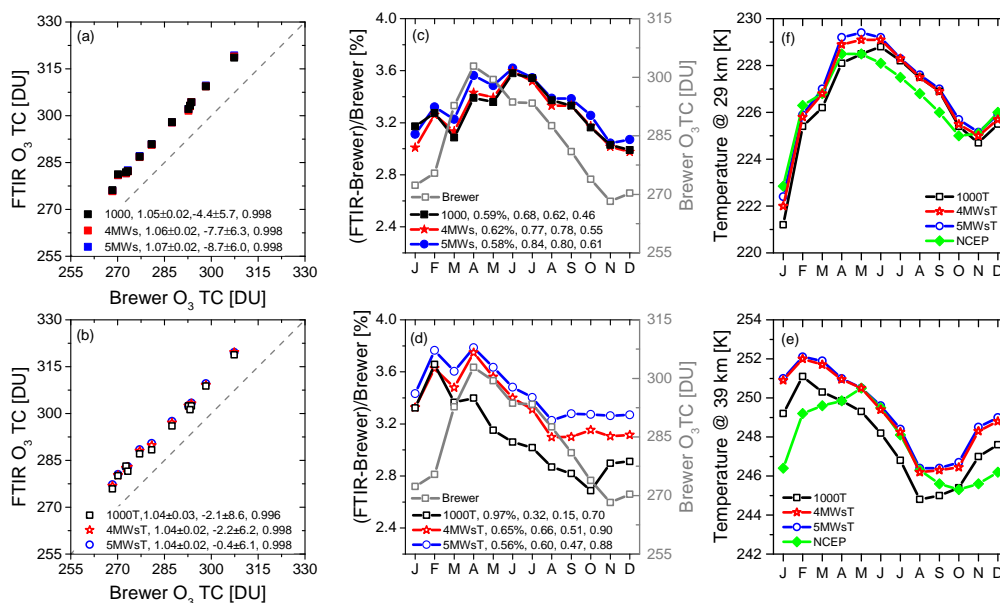 (a)
FTIR O3 TC [DU]
330
315
300
285
270
255
1000, 1.05±0.02,-4.4±5.7, 0.998
4MWs, 1.06±0.02, -7.7±6.3, 0.998
5MWs, 1.07±0.02, -8.7±6.0, 0.998
255 270 285 300 315 330
Brewer O3 TC [DU]
(c)
(FTIR-Brewer)/Brewer [%]
4.0
3.6
3.2
2.8
2.4
Brewer
1000, 0.59%, 0.68, 0.62, 0.46
4MWs, 0.62%, 0.77, 0.78, 0.55
5MWs, 0.58%, 0.84, 0.80, 0.61
J F M A M J J A S O N D
315
300
285
270
255
Brewer O3 TC [DU]
(f)
Temperature @ 29 km [K]
230
228
226
224
222
220
1000T
4MWsT
5MWsT
NCEP
J F M A M J J A S O N D
(b)
FTIR O3 TC [DU]
330
315
300
285
270
255
1000T, 1.04±0.03, -2.1±8.6, 0.996
4MWsT, 1.04±0.02, -2.2±6.2, 0.998
5MWsT, 1.04±0.02, -0.4±6.1, 0.998
255 270 285 300 315 330
Brewer O3 TC [DU]
(d)
(FTIR-Brewer)/Brewer [%]
4.0
3.6
3.2
2.8
2.4
Brewer
1000T, 0.97%, 0.32, 0.15, 0.70
4MWsT, 0.65%, 0.66, 0.51, 0.90
5MWsT, 0.56%, 0.60, 0.47, 0.88
J F M A M J J A S O N D
315
300
285
270
255
Brewer O3 TC [DU]
(e)
Temperature @ 39 km [K]
254
252
250
248
246
244
242
1000T
4MWsT
5MWsT
NCEP
J F M A M J J A S O N D